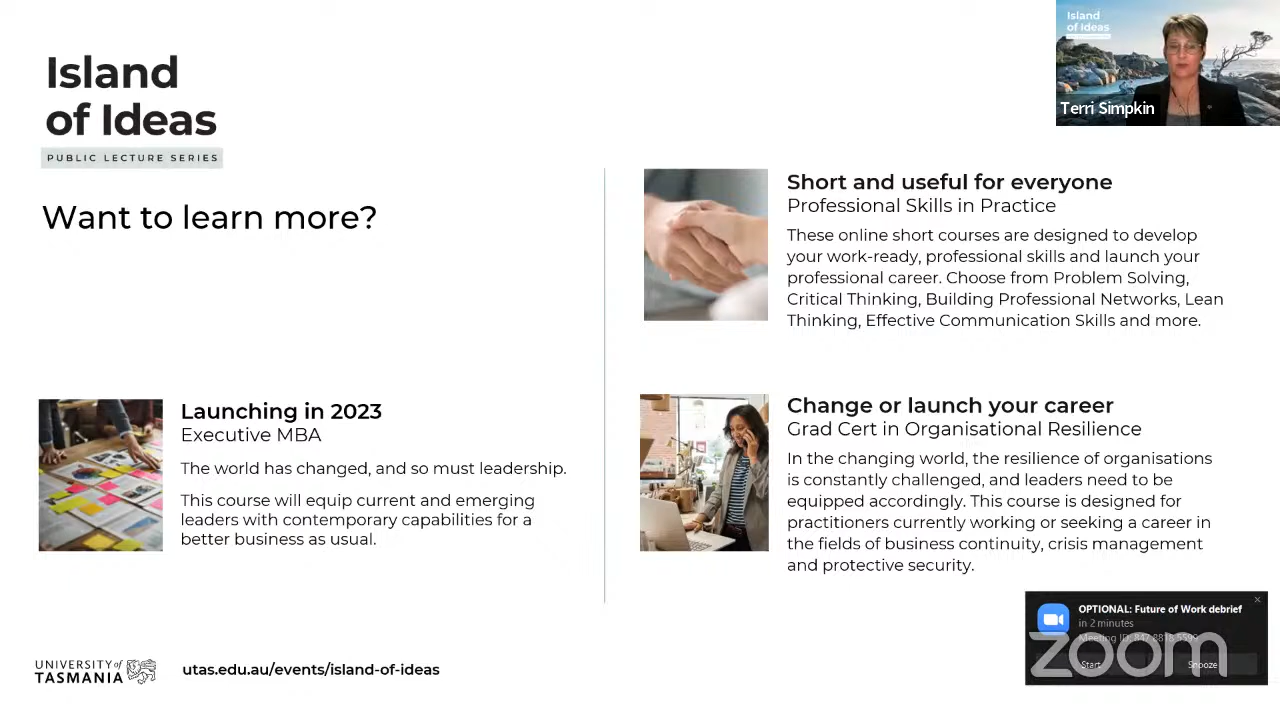 Island
of Ideas
PUBLIC LECTURE SERIES
Want to learn more?
Launching in 2023
Executive MBA
The world has changed, and so must leadership.
This course will equip current and emerging
leaders with contemporary capabilities for a
better business as usual.
Short and useful for everyone
Professional Skills in Practice
These online short courses are designed to develop
your work-ready, professional skills and launch your
professional career. Choose from Problem Solving,
Critical Thinking, Building Professional Networks, Lean
Thinking, Effective Communication Skills and more.
Change or launch your career
Grad Cert in Organisational Resilience
In the changing world, the resilience of organisations
is constantly challenged, and leaders need to be
equipped accordingly. This course is designed for
practitioners currently working or seeking a career in
the fields of business continuity, crisis management
and protective security.
UNIVERSITY of
TASMANIA
utas.edu.au/events/island-of-ideas
Island
of Ideas
Terri Simpkin
OPTIONAL: Future of Work debrief
in 2 minutes
Meeting ID: 847 8818 5599
Start
Snooze
zoom